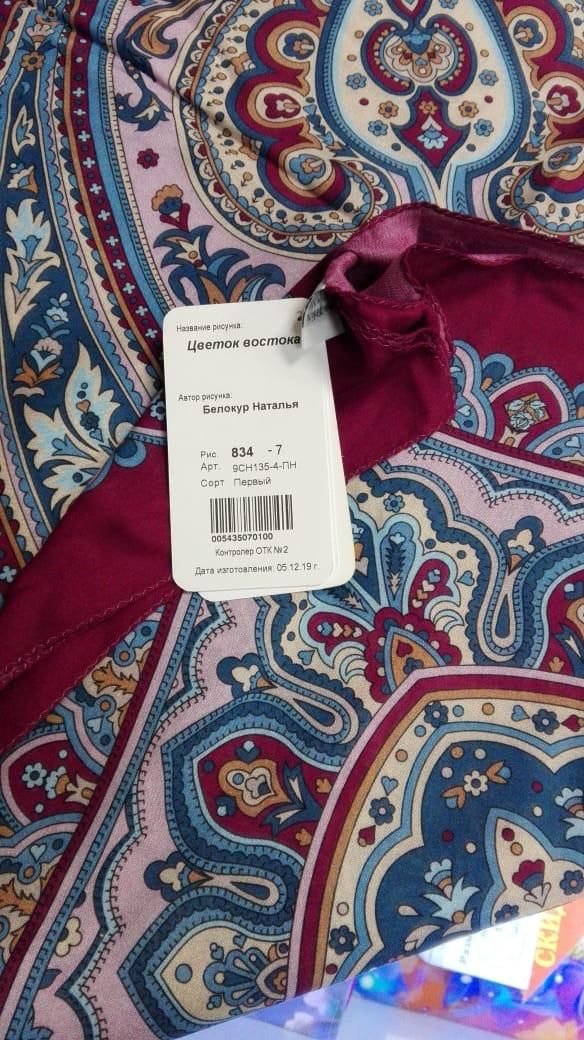 Название рисунка:
Цветок востока
Автор рисунка:
Белокур Наталья
Рис. 834 - 7
Арт. 9СН135-4-ПН
Сорт Первый
005435070100
Контролер ОТК №2
Дата изготовления: 05.12.19 г.